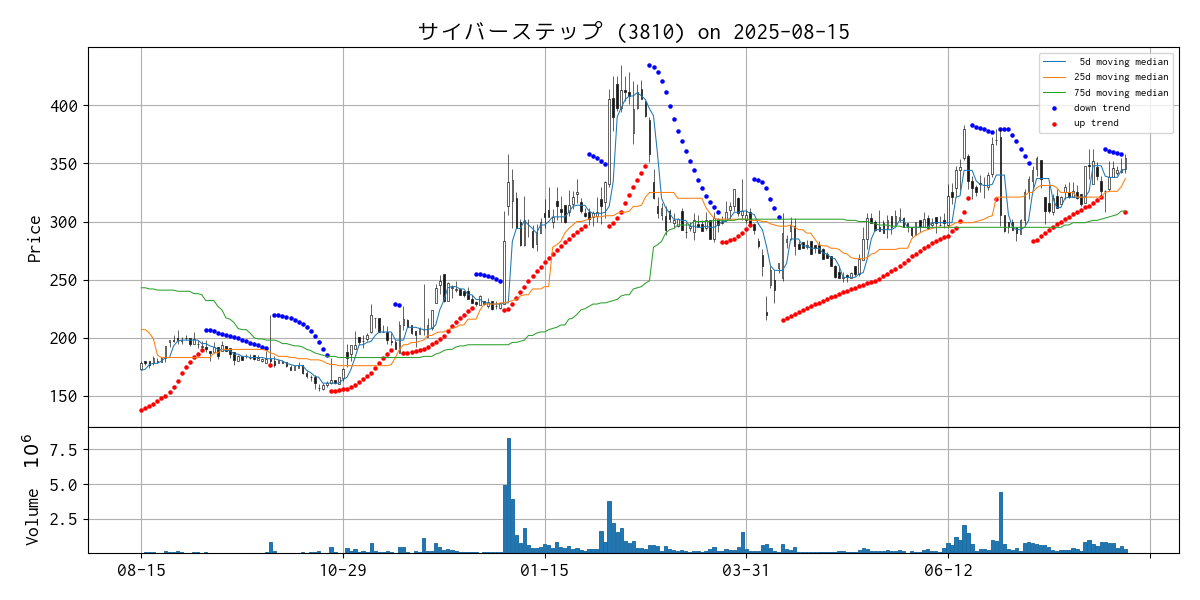 サイバーステップ (3810) on 2025-08-15
5d moving median
25d moving median
75d moving median
down trend
up trend
Price
400
350
300
250
200
150
Volume 10^6
7.5
5.0
2.5
08-15 10-29 01-15 03-31 06-12